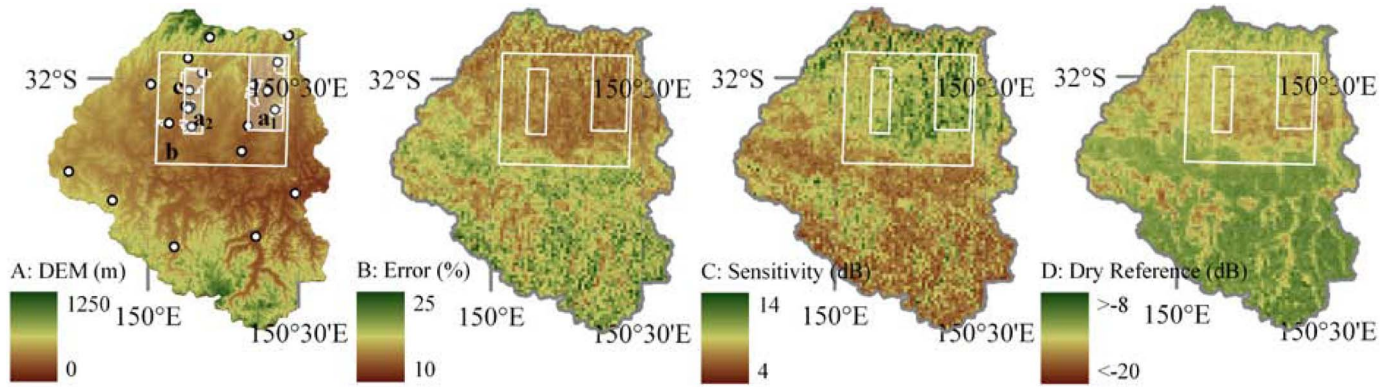 32°S
150°30'E
c
a₂
a₁
b
A: DEM (m)
1250
0
150°E
150°30'E
32°S
150°30'E
B: Error (%)
25
10
150°E
150°30'E
32°S
150°30'E
C: Sensitivity (dB)
14
4
150°E
150°30'E
32°S
150°30'E
D: Dry Reference (dB)
>-8
<-20
150°E
150°30'E